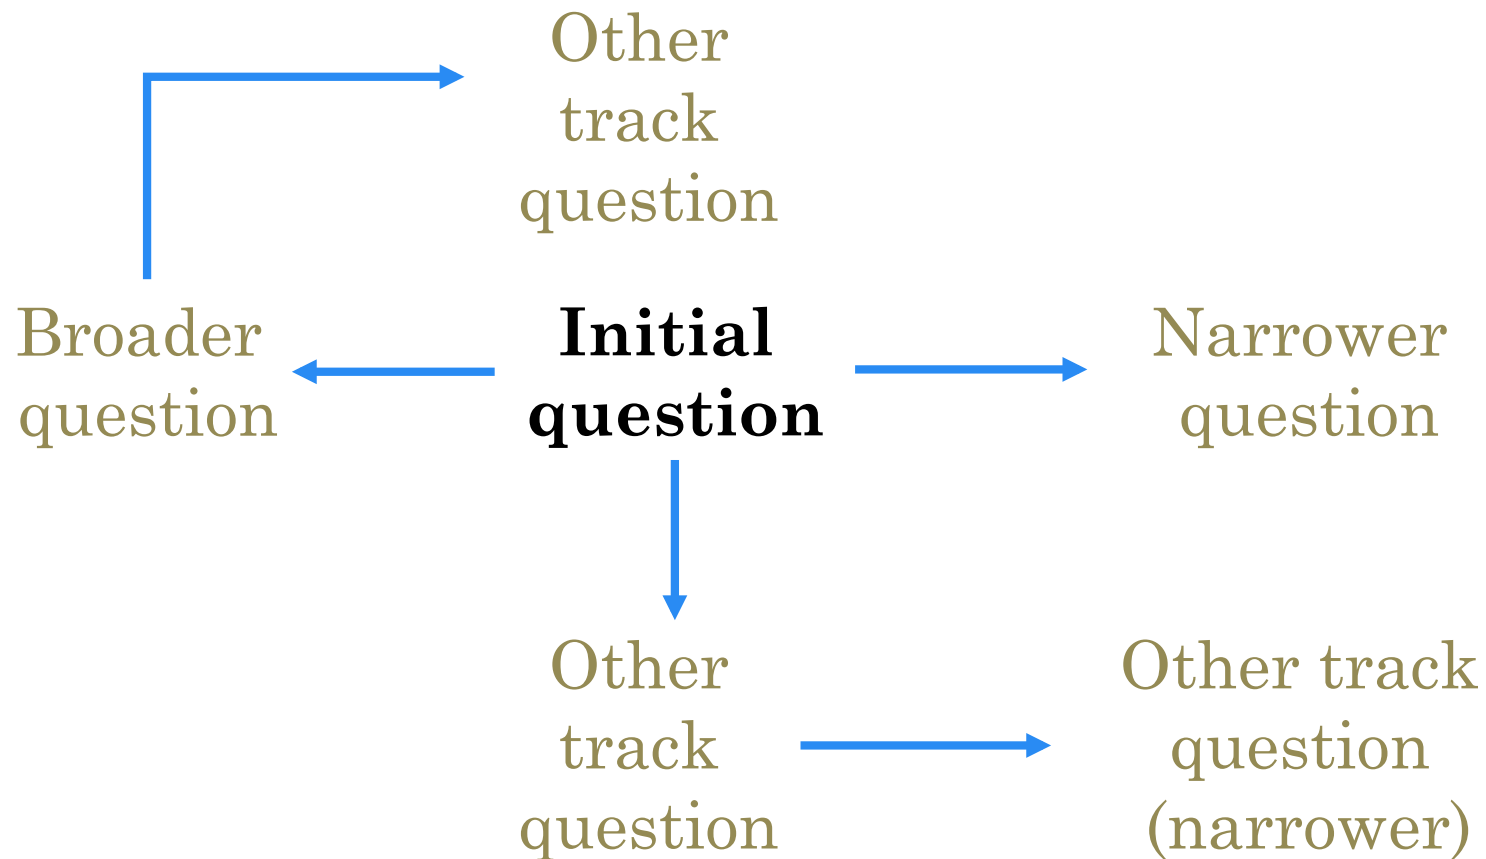 Other
track
question
Broader
question
Initial
question
Narrower
question
Other
track
question
Other track
question
(narrower)